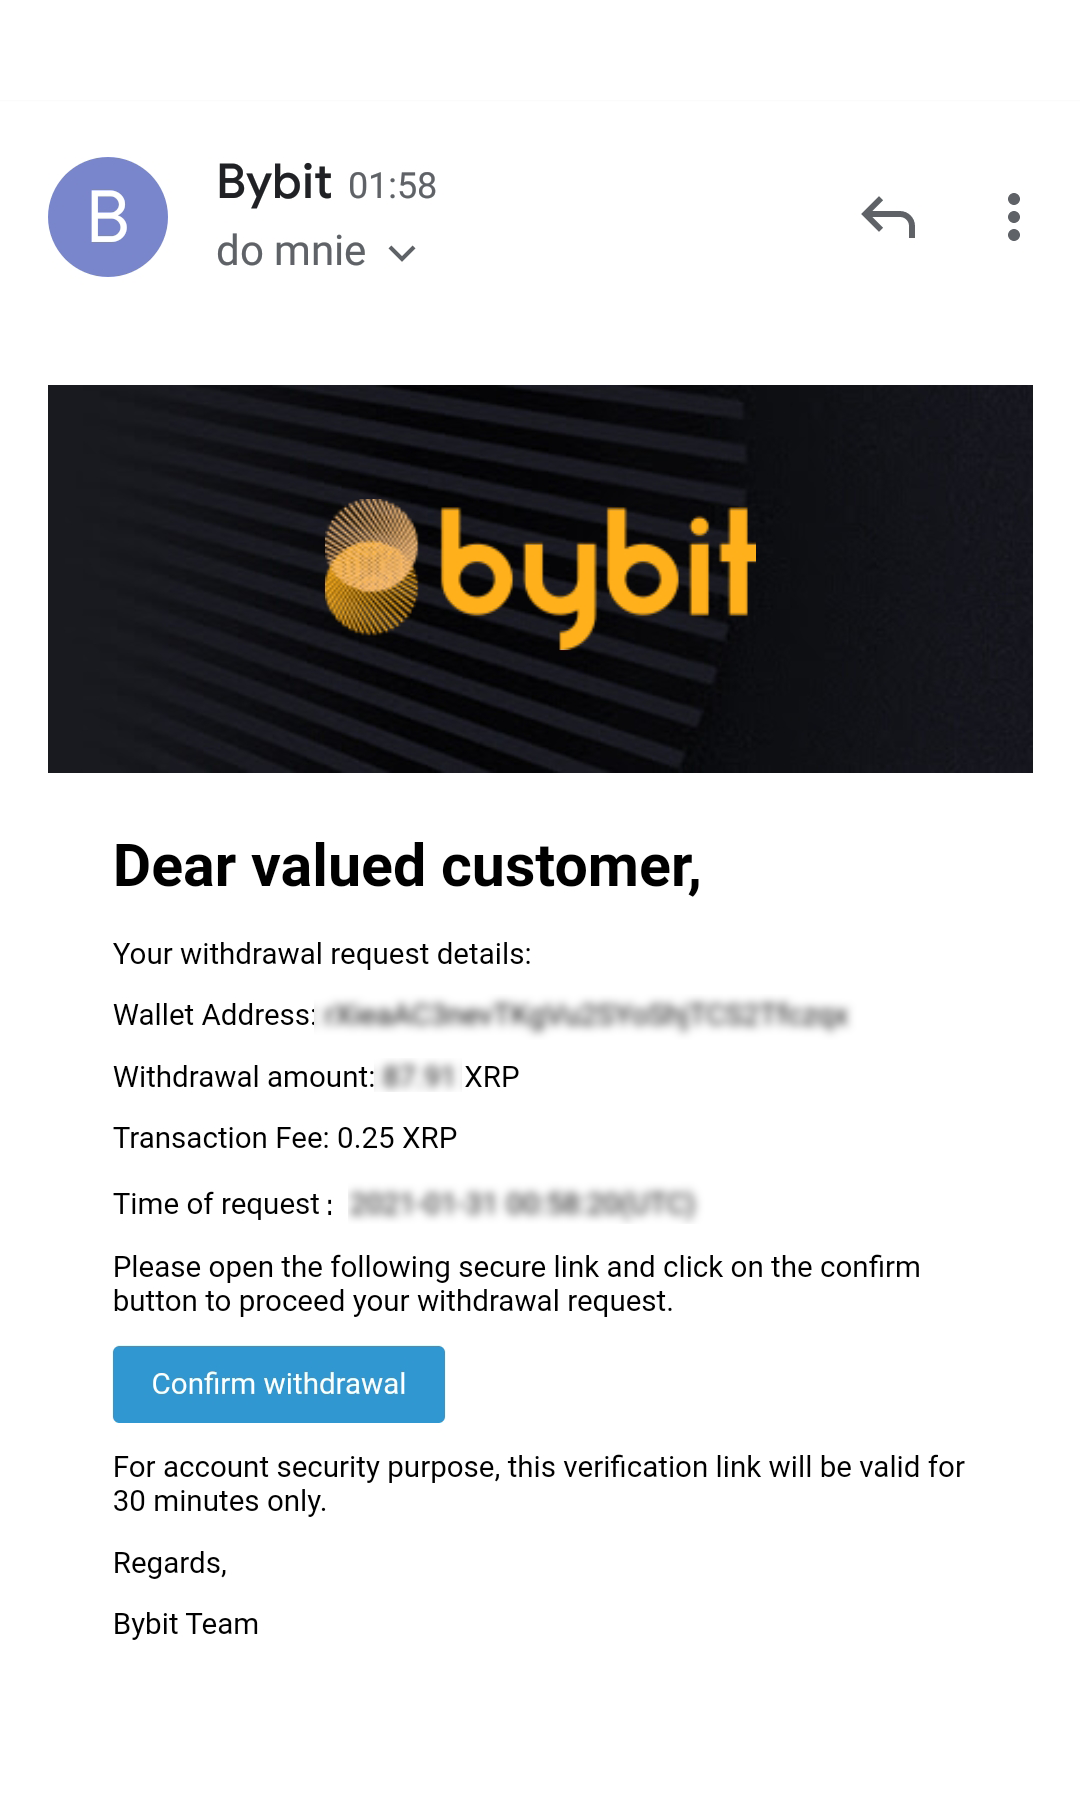 B
Bybit 01:58
do mnie
bybit
Dear valued customer,
Your withdrawal request details:
Wallet Address:
Withdrawal amount: XRP
Transaction Fee: 0.25 XRP
Time of request:
Please open the following secure link and click on the confirm
button to proceed your withdrawal request.
Confirm withdrawal
For account security purpose, this verification link will be valid for
30 minutes only.
Regards,
Bybit Team